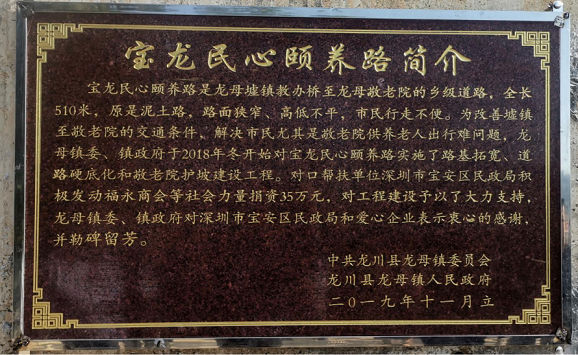 宝龙民心颐养路简介
宝龙民心颐养路是龙母墟镇教办桥至龙母敬老院的乡级道路，全长
510米，原是泥土路，路面狭窄、高低不平，市民行走不便。为改善墟镇
至敬老院的交通条件，解决市民尤其是敬老院供养老人出行难问题，龙
母镇委、镇政府于2018年冬开始对宝龙民心颐养路实施了路基拓宽、道
路硬底化和敬老院护坡建设工程。对口帮扶单位深圳市宝安区民政局积
极发动福永商会等社会力量捐资35万元，对工程建设予以了大力支持，
龙母镇委、镇政府对深圳市宝安区民政局和爱心企业表示衷心的感谢，
并勒碑留芳。
中共龙川县龙母镇委员会
龙川县龙母镇人民政府
二〇一九年十一月立